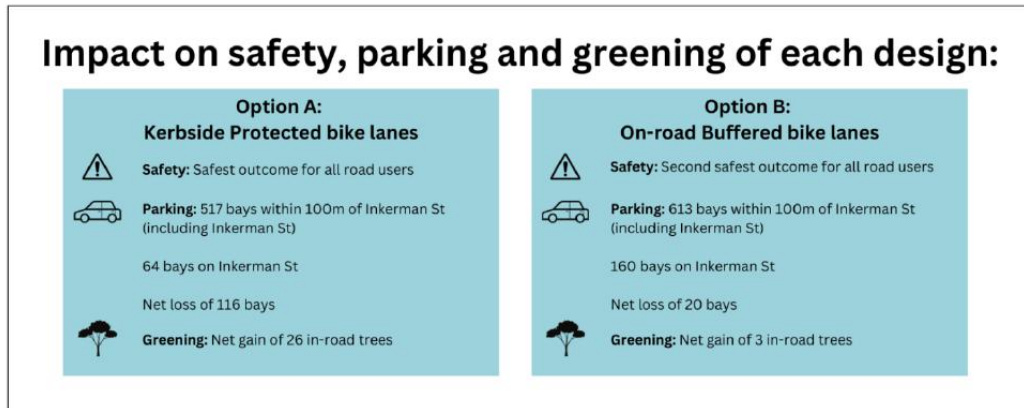 Impact on safety, parking and greening of each design:
Option A:
Kerbside Protected bike lanes
Safety: Safest outcome for all road users
Parking: 517 bays within 100m of Inkerman St
(including Inkerman St)
64 bays on Inkerman St
Net loss of 116 bays
Greening: Net gain of 26 in-road trees
Option B:
On-road Buffered bike lanes
Safety: Second safest outcome for all road users
Parking: 613 bays within 100m of Inkerman St
(including Inkerman St)
160 bays on Inkerman St
Net loss of 20 bays
Greening: Net gain of 3 in-road trees